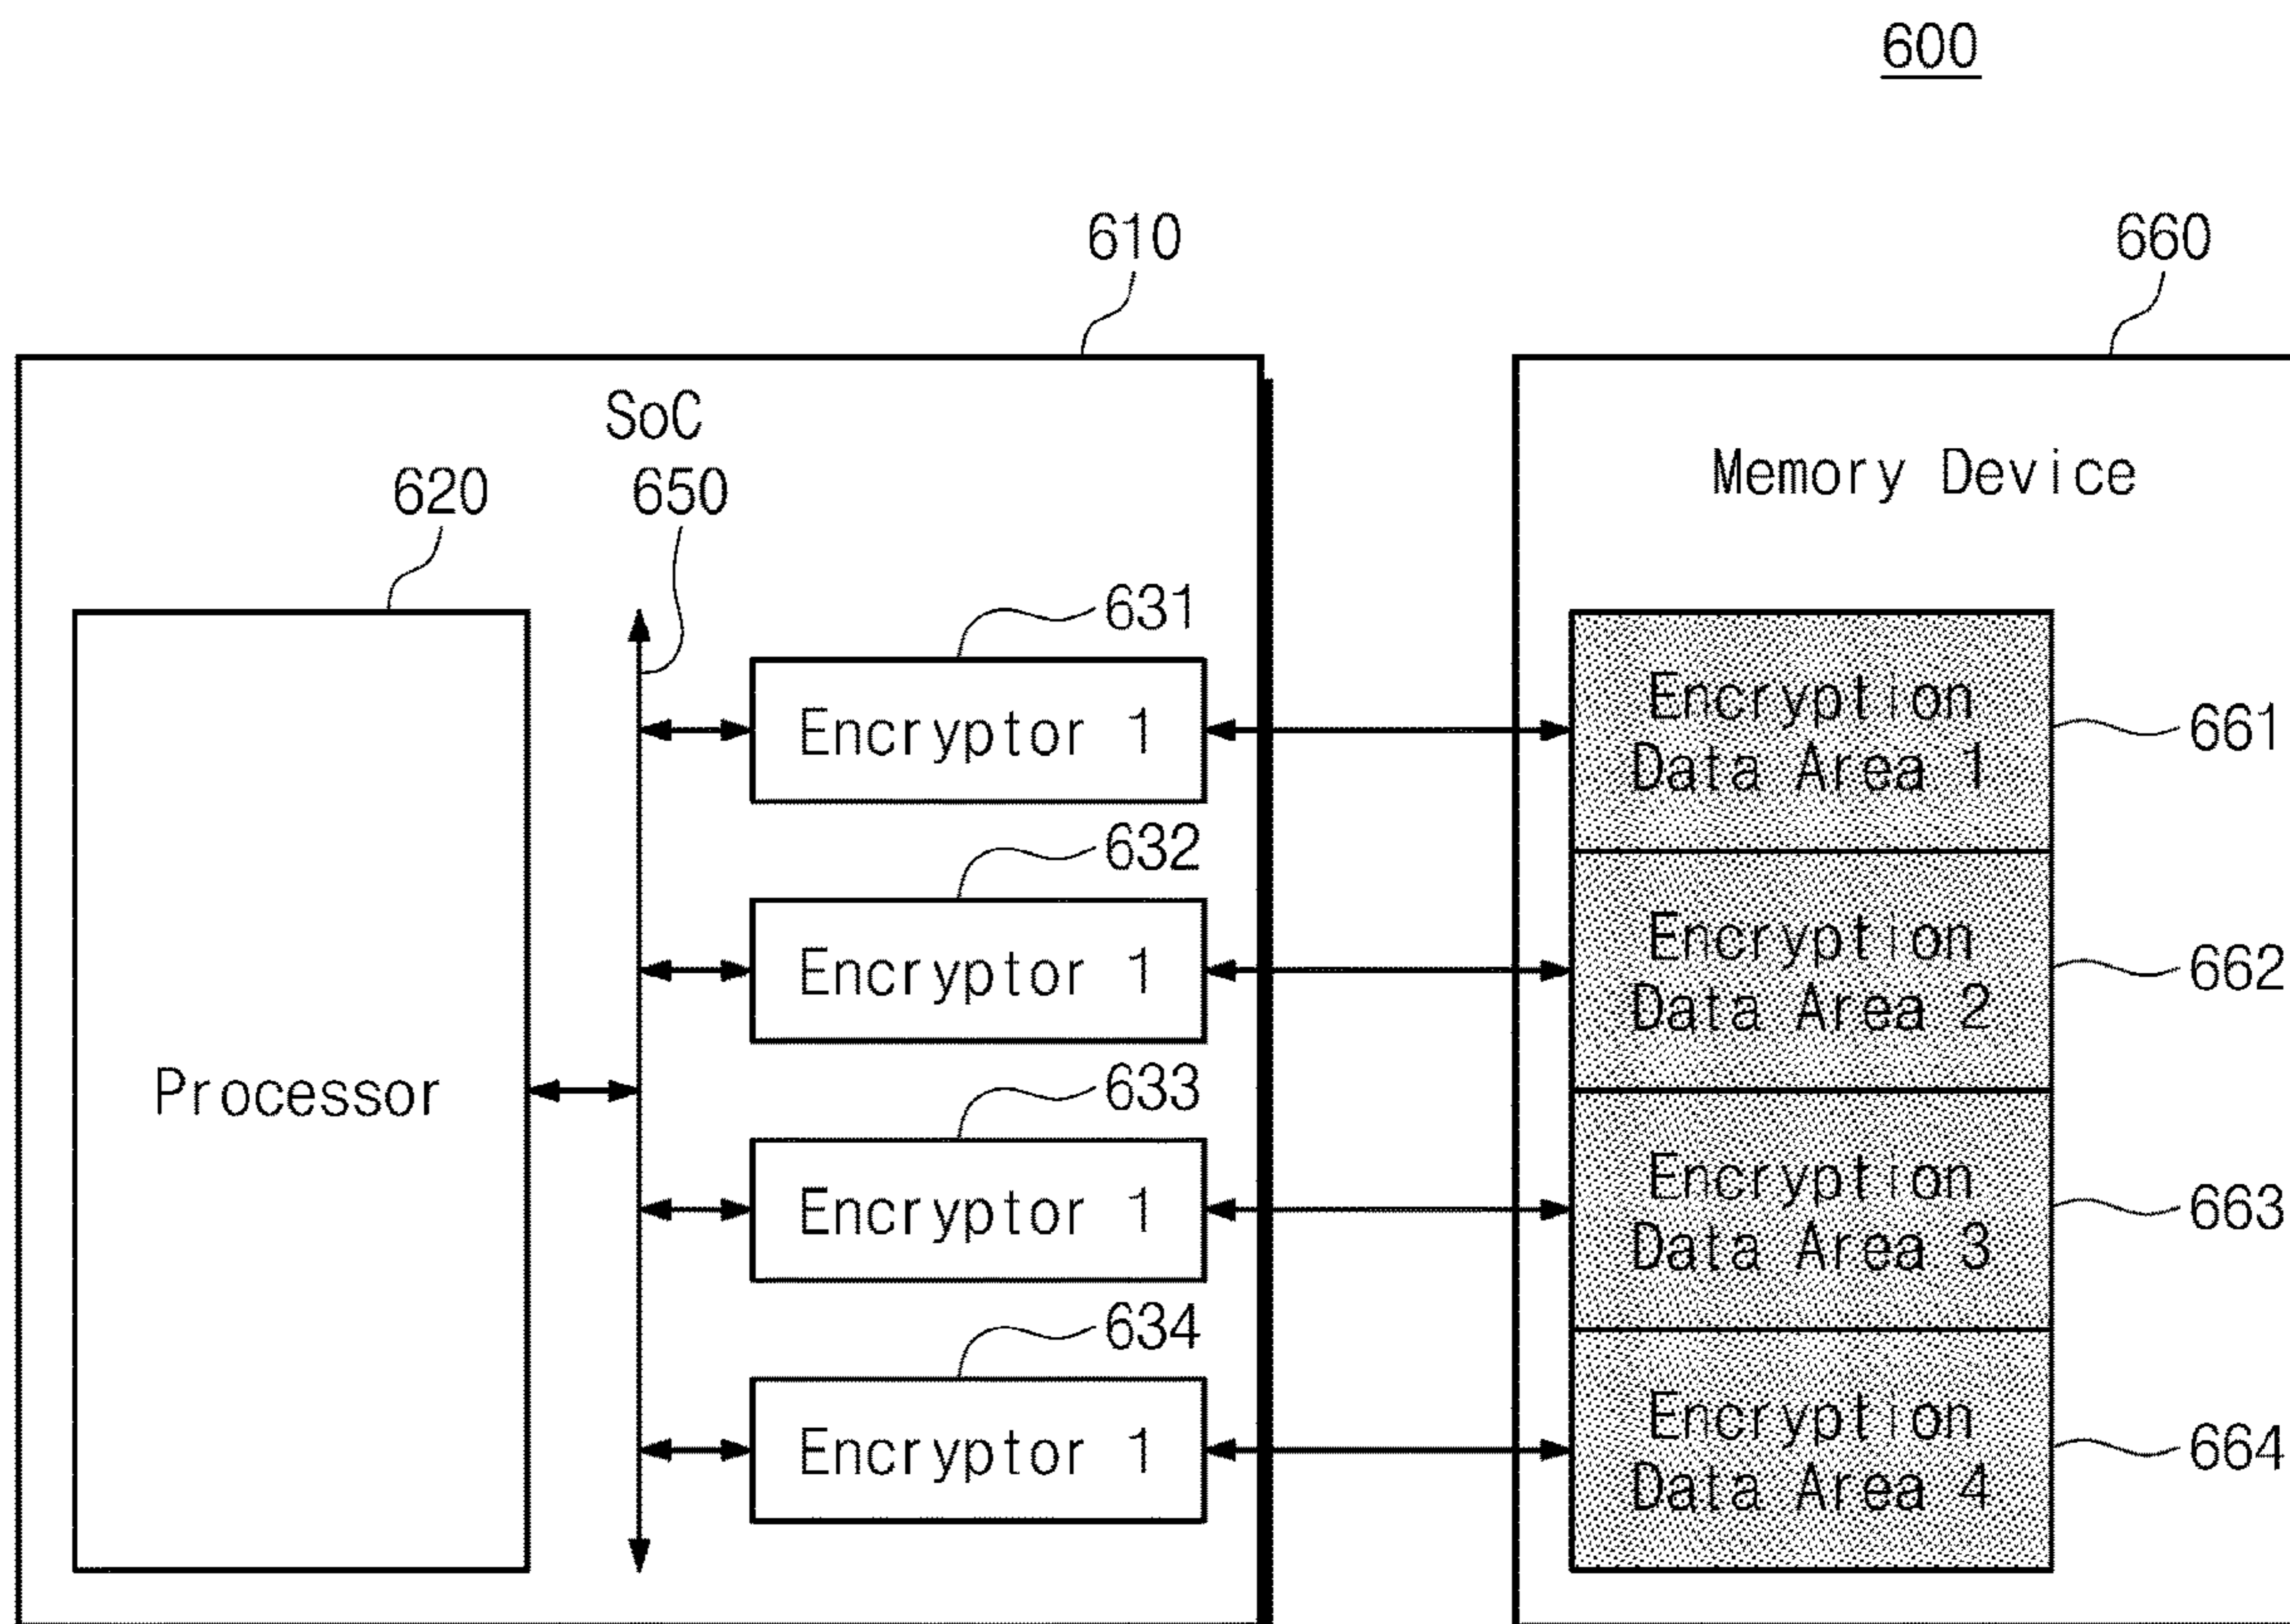 600
610
660
SoC
Memory Device
620
650
631
Encryptor 1
Encryption
Data Area 1
661
632
Encryptor 1
Encryption
Data Area 2
662
Processor
633
Encryptor 1
Encryption
Data Area 3
663
634
Encryptor 1
Encryption
Data Area 4
664